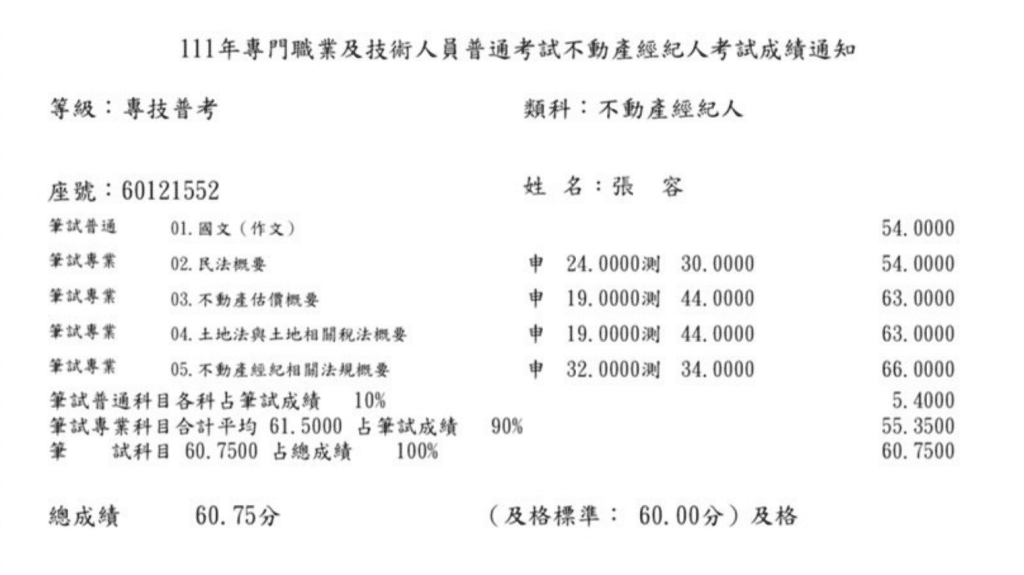 111年專門職業及技術人員普通考試不動產經紀人考試成績通知
等級：專技普考 類科：不動產經紀人
座號：60121552 姓 名：張 容
筆試普通 01.國文（作文） 54.0000
筆試專業 02.民法概要 申 24.0000測 30.0000 54.0000
筆試專業 03.不動產估價概要 申 19.0000測 44.0000 63.0000
筆試專業 04.土地法與土地相關稅法概要 申 19.0000測 44.0000 63.0000
筆試專業 05.不動產經紀相關法規概要 申 32.0000測 34.0000 66.0000
筆試普通科目各科占筆試成績 10% 5.4000
筆試專業科目合計平均 61.5000 占筆試成績 90% 55.3500
筆 試科目 60.7500 占總成績 100% 60.7500
總成績 60.75分 （及格標準： 60.00分）及格